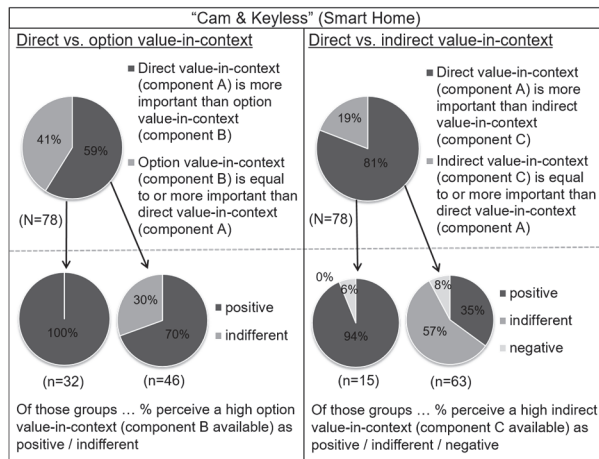 "Cam & Keyless" (Smart Home)
Direct vs. option value-in-context
41%
59%
(N=78)
■ Direct value-in-context
(component A) is more
important than option
value-in-context
(component B)
■ Option value-in-context
(component B) is equal
to or more important than
direct value-in-context
(component A)
100%
(n=32)
30%
70%
(n=46)
■ positive
■ indifferent
Of those groups … % perceive a high option
value-in-context (component B available) as
positive / indifferent
Direct vs. indirect value-in-context
19%
81%
(N=78)
■ Direct value-in-context
(component A) is more
important than indirect
value-in-context
(component C)
■ Indirect value-in-context
(component C) is equal
to or more important than
direct value-in-context
(component A)
0%
6%
94%
(n=15)
8%
35%
57%
(n=63)
■ positive
■ indifferent
■ negative
Of those groups … % perceive a high indirect
value-in-context (component C available) as
positive / indifferent / negative